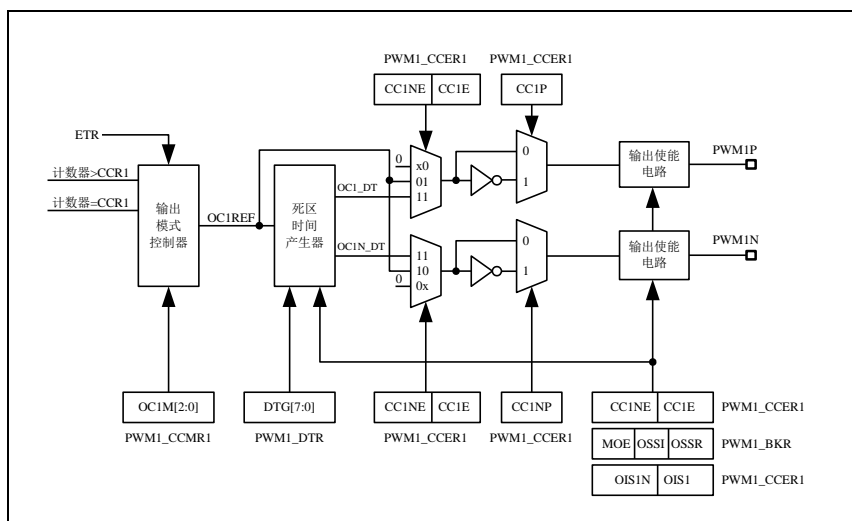 PWM1_CCER1 PWM1_CCER1
CC1NE CC1E CC1P
ETR
计数器>CCR1
计数器=CCR1
输出
模式
控制器
OC1REF
死区
时间
产生器
OC1_DT
OC1N_DT
0 x0
01
11
0
1
输出使能
电路
PWM1P
11
10
0 0x
0
1
输出使能
电路
PWM1N
OC1M[2:0] DTG[7:0] CC1NE CC1E CC1NP CC1NE CC1E PWM1_CCER1
PWM1_CCMR1 PWM1_DTR PWM1_CCER1 PWM1_CCER1
MOE OSSI OSSR PWM1_BKR
OIS1N OIS1 PWM1_CCER1